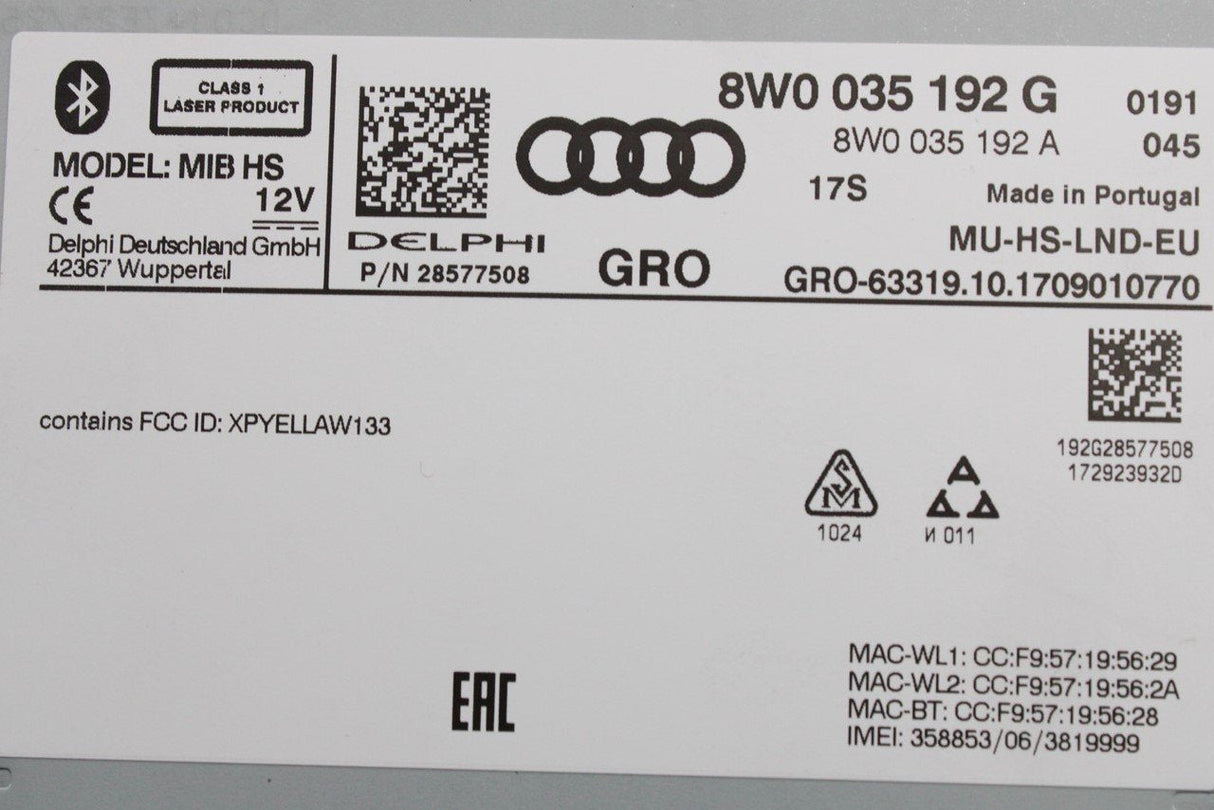 CLASS 1
LASER PRODUCT
MODEL: MIB HS
CE
12V
Delphi Deutschland GmbH
42367 Wuppertal
DELPHI
P/N 28577508
GRO
8W0 035 192 G
0191
8W0 035 192 A
045
17S
Made in Portugal
MU-HS-LND-EU
GRO-63319.10.1709010770
contains FCC ID: XPYELLAW133
192G28577508
172923932D
SM
1024
AAA
И 011
EAC
MAC-WL1: CC:F9:57:19:56:29
MAC-WL2: CC:F9:57:19:56:2A
MAC-BT: CC:F9:57:19:56:28
IMEI: 358853/06/3819999